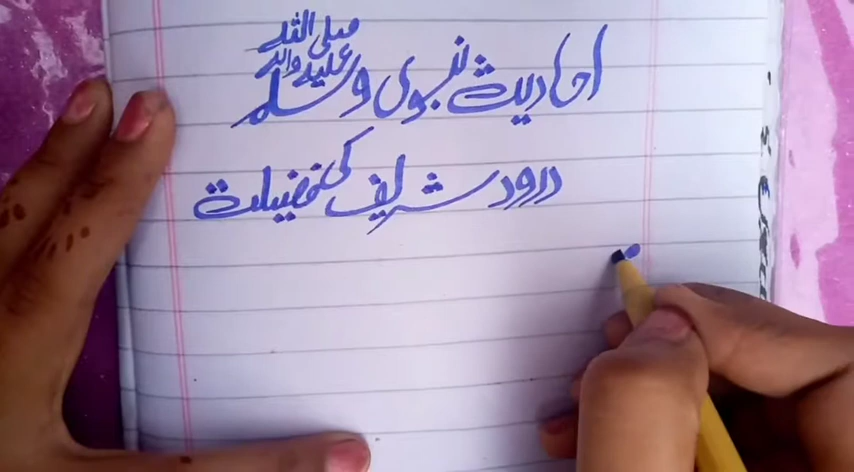 احادیث نبوی صلی اللہ علیہ والہ وسلم
درود شریف کی فضیلت